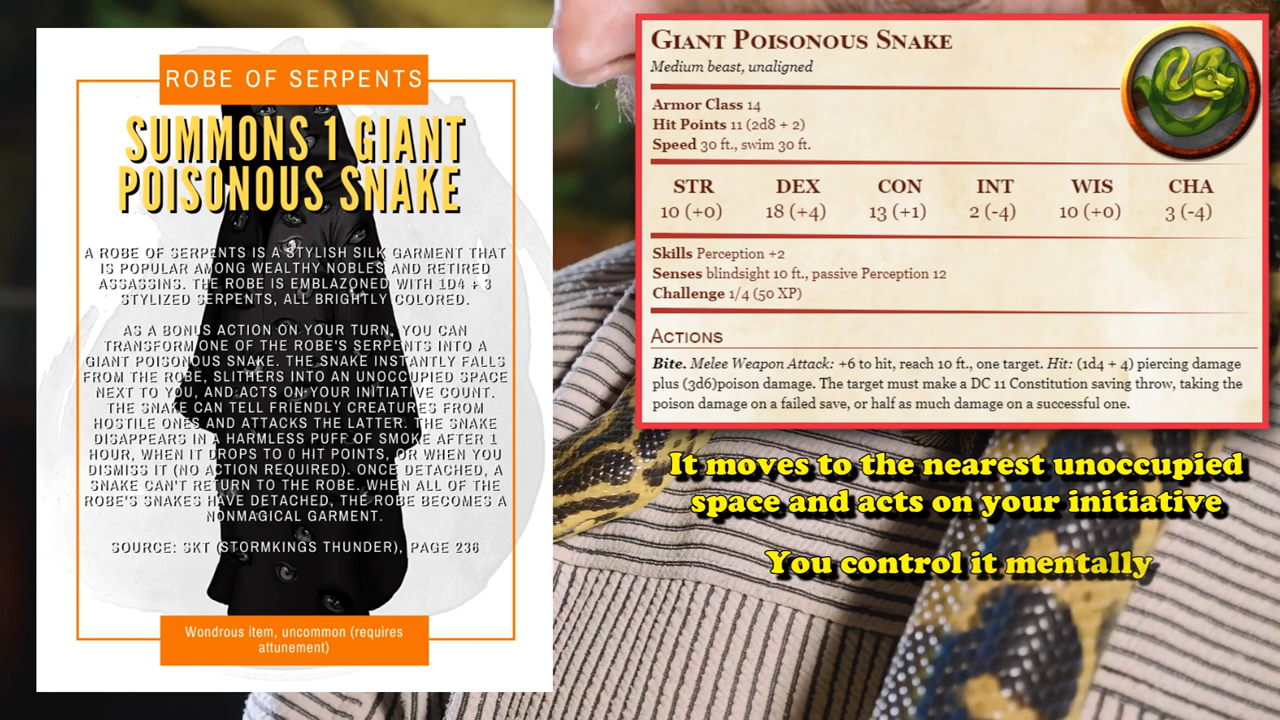 ROBE OF SERPENTS
SUMMONS 1 GIANT
POISONOUS SNAKE
A ROBE OF SERPENTS IS A STYLISH SILK GARMENT THAT
IS POPULAR AMONG WEALTHY NOBLES AND RETIRED
ASSASSINS. THE ROBE IS EMBLAZONED WITH 1D4 + 3
STYLIZED SERPENTS, ALL BRIGHTLY COLORED.
AS A BONUS ACTION ON YOUR TURN, YOU CAN
TRANSFORM ONE OF THE ROBE'S SERPENTS INTO A
GIANT POISONOUS SNAKE. THE SNAKE INSTANTLY FALLS
FROM THE ROBE, SLITHERS INTO AN UNOCCUPIED SPACE
NEXT TO YOU, AND ACTS ON YOUR INITIATIVE COUNT.
THE SNAKE CAN TELL FRIENDLY CREATURES FROM
HOSTILE ONES AND ATTACKS THE LATTER. THE SNAKE
DISAPPEARS IN A HARMLESS PUFF OF SMOKE AFTER 1
HOUR, WHEN IT DROPS TO 0 HIT POINTS, OR WHEN YOU
DISMISS IT (NO ACTION REQUIRED). ONCE DETACHED, A
SNAKE CAN'T RETURN TO THE ROBE. WHEN ALL OF THE
ROBE'S SNAKES HAVE DETACHED, THE ROBE BECOMES A
NONMAGICAL GARMENT.
SOURCE: SKT (STORMKINGS THUNDER), PAGE 236
Wondrous item, uncommon (requires
attunement)
GIANT POISONOUS SNAKE
Medium beast, unaligned
Armor Class 14
Hit Points 11 (2d8 + 2)
Speed 30 ft., swim 30 ft.
STR DEX CON INT WIS CHA
10 (+0) 18 (+4) 13 (+1) 2 (-4) 10 (+0) 3 (-4)
Skills Perception +2
Senses blindsight 10 ft., passive Perception 12
Challenge 1/4 (50 XP)
ACTIONS
Bite. Melee Weapon Attack: +6 to hit, reach 10 ft., one target. Hit: (1d4 + 4) piercing damage
plus (3d6)poison damage. The target must make a DC 11 Constitution saving throw, taking the
poison damage on a failed save, or half as much damage on a successful one.
It moves to the nearest unoccupied
space and acts on your initiative
You control it mentally